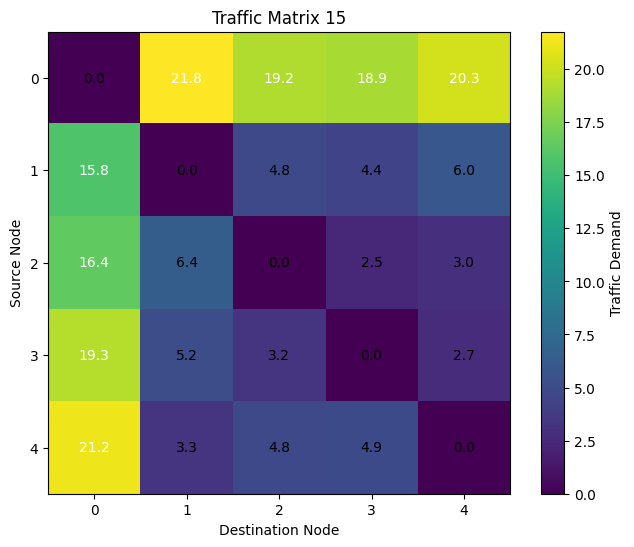 Traffic Matrix 15
0 0.0 21.8 19.2 18.9 20.3
1 15.8 0.0 4.8 4.4 6.0
2 16.4 6.4 0.0 2.5 3.0
3 19.3 5.2 3.2 0.0 2.7
4 21.2 3.3 4.8 4.9 0.0
0 1 2 3 4
Source Node
Destination Node
20.0
17.5
15.0
12.5
10.0
7.5
5.0
2.5
0.0
Traffic Demand